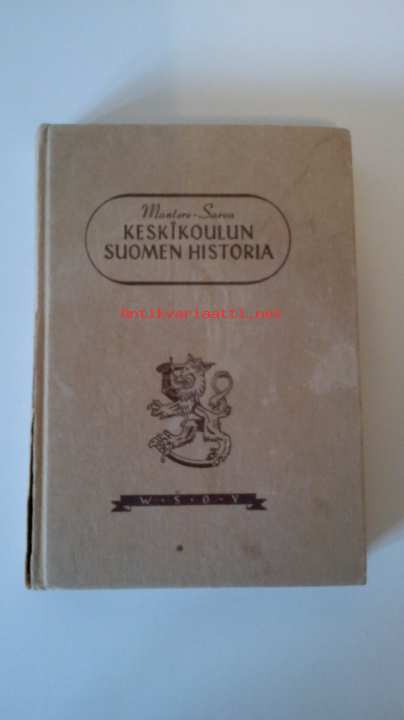 Mantere-Sarva
KESKIKOULUN
SUOMEN HISTORIA
Antikvariaatti.net
W·S·O·Y